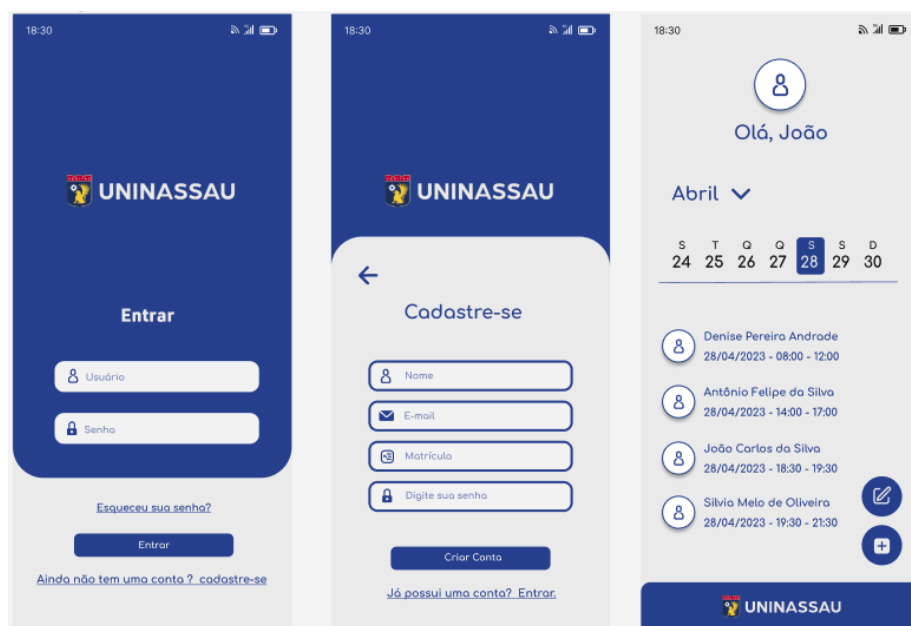 18:30
UNINASSAU
Entrar
Usuário
Senha
Esqueceu sua senha?
Entrar
Ainda não tem uma conta ? cadastre-se
18:30
UNINASSAU
Cadastre-se
Nome
E-mail
Matrícula
Digite sua senha
Criar Conta
Já possui uma conta? Entrar.
18:30
Olá, João
Abril
S T Q Q S S D
24 25 26 27 28 29 30
Denise Pereira Andrade
28/04/2023 - 08:00 - 12:00
Antônio Felipe da Silva
28/04/2023 - 14:00 - 17:00
João Carlos da Silva
28/04/2023 - 18:30 - 19:30
Silvia Melo de Oliveira
28/04/2023 - 19:30 - 21:30
UNINASSAU